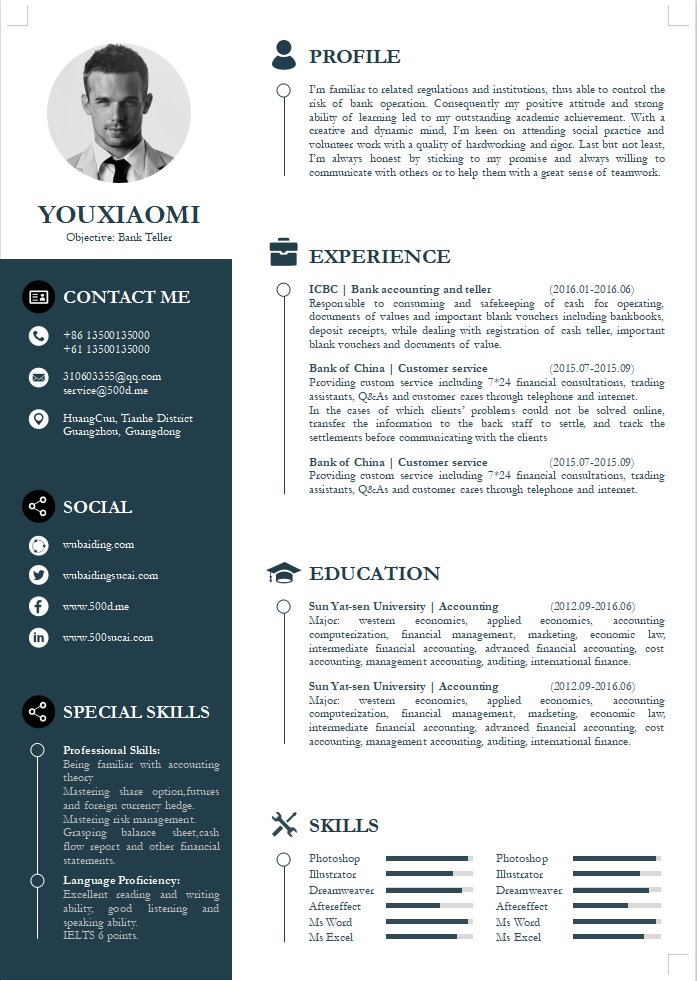 YOUXIAOMI
Objective: Bank Teller
CONTACT ME
+86 13500135000
+61 13500135000
310603355@qq.com
service@500d.me
HuangCun, Tianhe District
Guangzhou, Guangdong
SOCIAL
wubaiding.com
wubaidingsucai.com
www.500d.me
www.500sucai.com
SPECIAL SKILLS
Professional Skills:
Being familiar with accounting
theory
Mastering share option,futures
and foreign currency hedge.
Mastering risk management.
Grasping balance sheet,cash
flow report and other financial
statements.
Language Proficiency:
Excellent reading and writing
ability, good listening and
speaking ability.
IELTS 6 points.
PROFILE
I'm familiar to related regulations and institutions, thus able to control the
risk of bank operation. Consequently my positive attitude and strong
ability of learning led to my outstanding academic achievement. With a
creative and dynamic mind, I'm keen on attending social practice and
volunteer work with a quality of hardworking and rigor. Last but not least,
I'm always honest by sticking to my promise and always willing to
communicate with others or to help them with a great sense of teamwork.
EXPERIENCE
ICBC | Bank accounting and teller (2016.01-2016.06)
Responsible to consuming and safekeeping of cash for operating,
documents of values and important blank vouchers including bankbooks,
deposit receipts, while dealing with registration of cash teller, important
blank vouchers and documents of value.
Bank of China | Customer service (2015.07-2015.09)
Providing custom service including 7*24 financial consultations, trading
assistants, Q&As and customer cares through telephone and internet.
In the cases of which clients' problems could not be solved online,
transfer the information to the back staff to settle, and track the
settlements before communicating with the clients
Bank of China | Customer service (2015.07-2015.09)
Providing custom service including 7*24 financial consultations, trading
assistants, Q&As and customer cares through telephone and internet.
EDUCATION
Sun Yat-sen University | Accounting (2012.09-2016.06)
Major: western economics, applied economics, accounting
computerization, financial management, marketing, economic law,
intermediate financial accounting, advanced financial accounting, cost
accounting, management accounting, auditing, international finance.
Sun Yat-sen University | Accounting (2012.09-2016.06)
Major: western economics, applied economics, accounting
computerization, financial management, marketing, economic law,
intermediate financial accounting, advanced financial accounting, cost
accounting, management accounting, auditing, international finance.
SKILLS
Photoshop
Illustrator
Dreamweaver
Aftereffect
Ms Word
Ms Excel
Photoshop
Illustrator
Dreamweaver
Aftereffect
Ms Word
Ms Excel